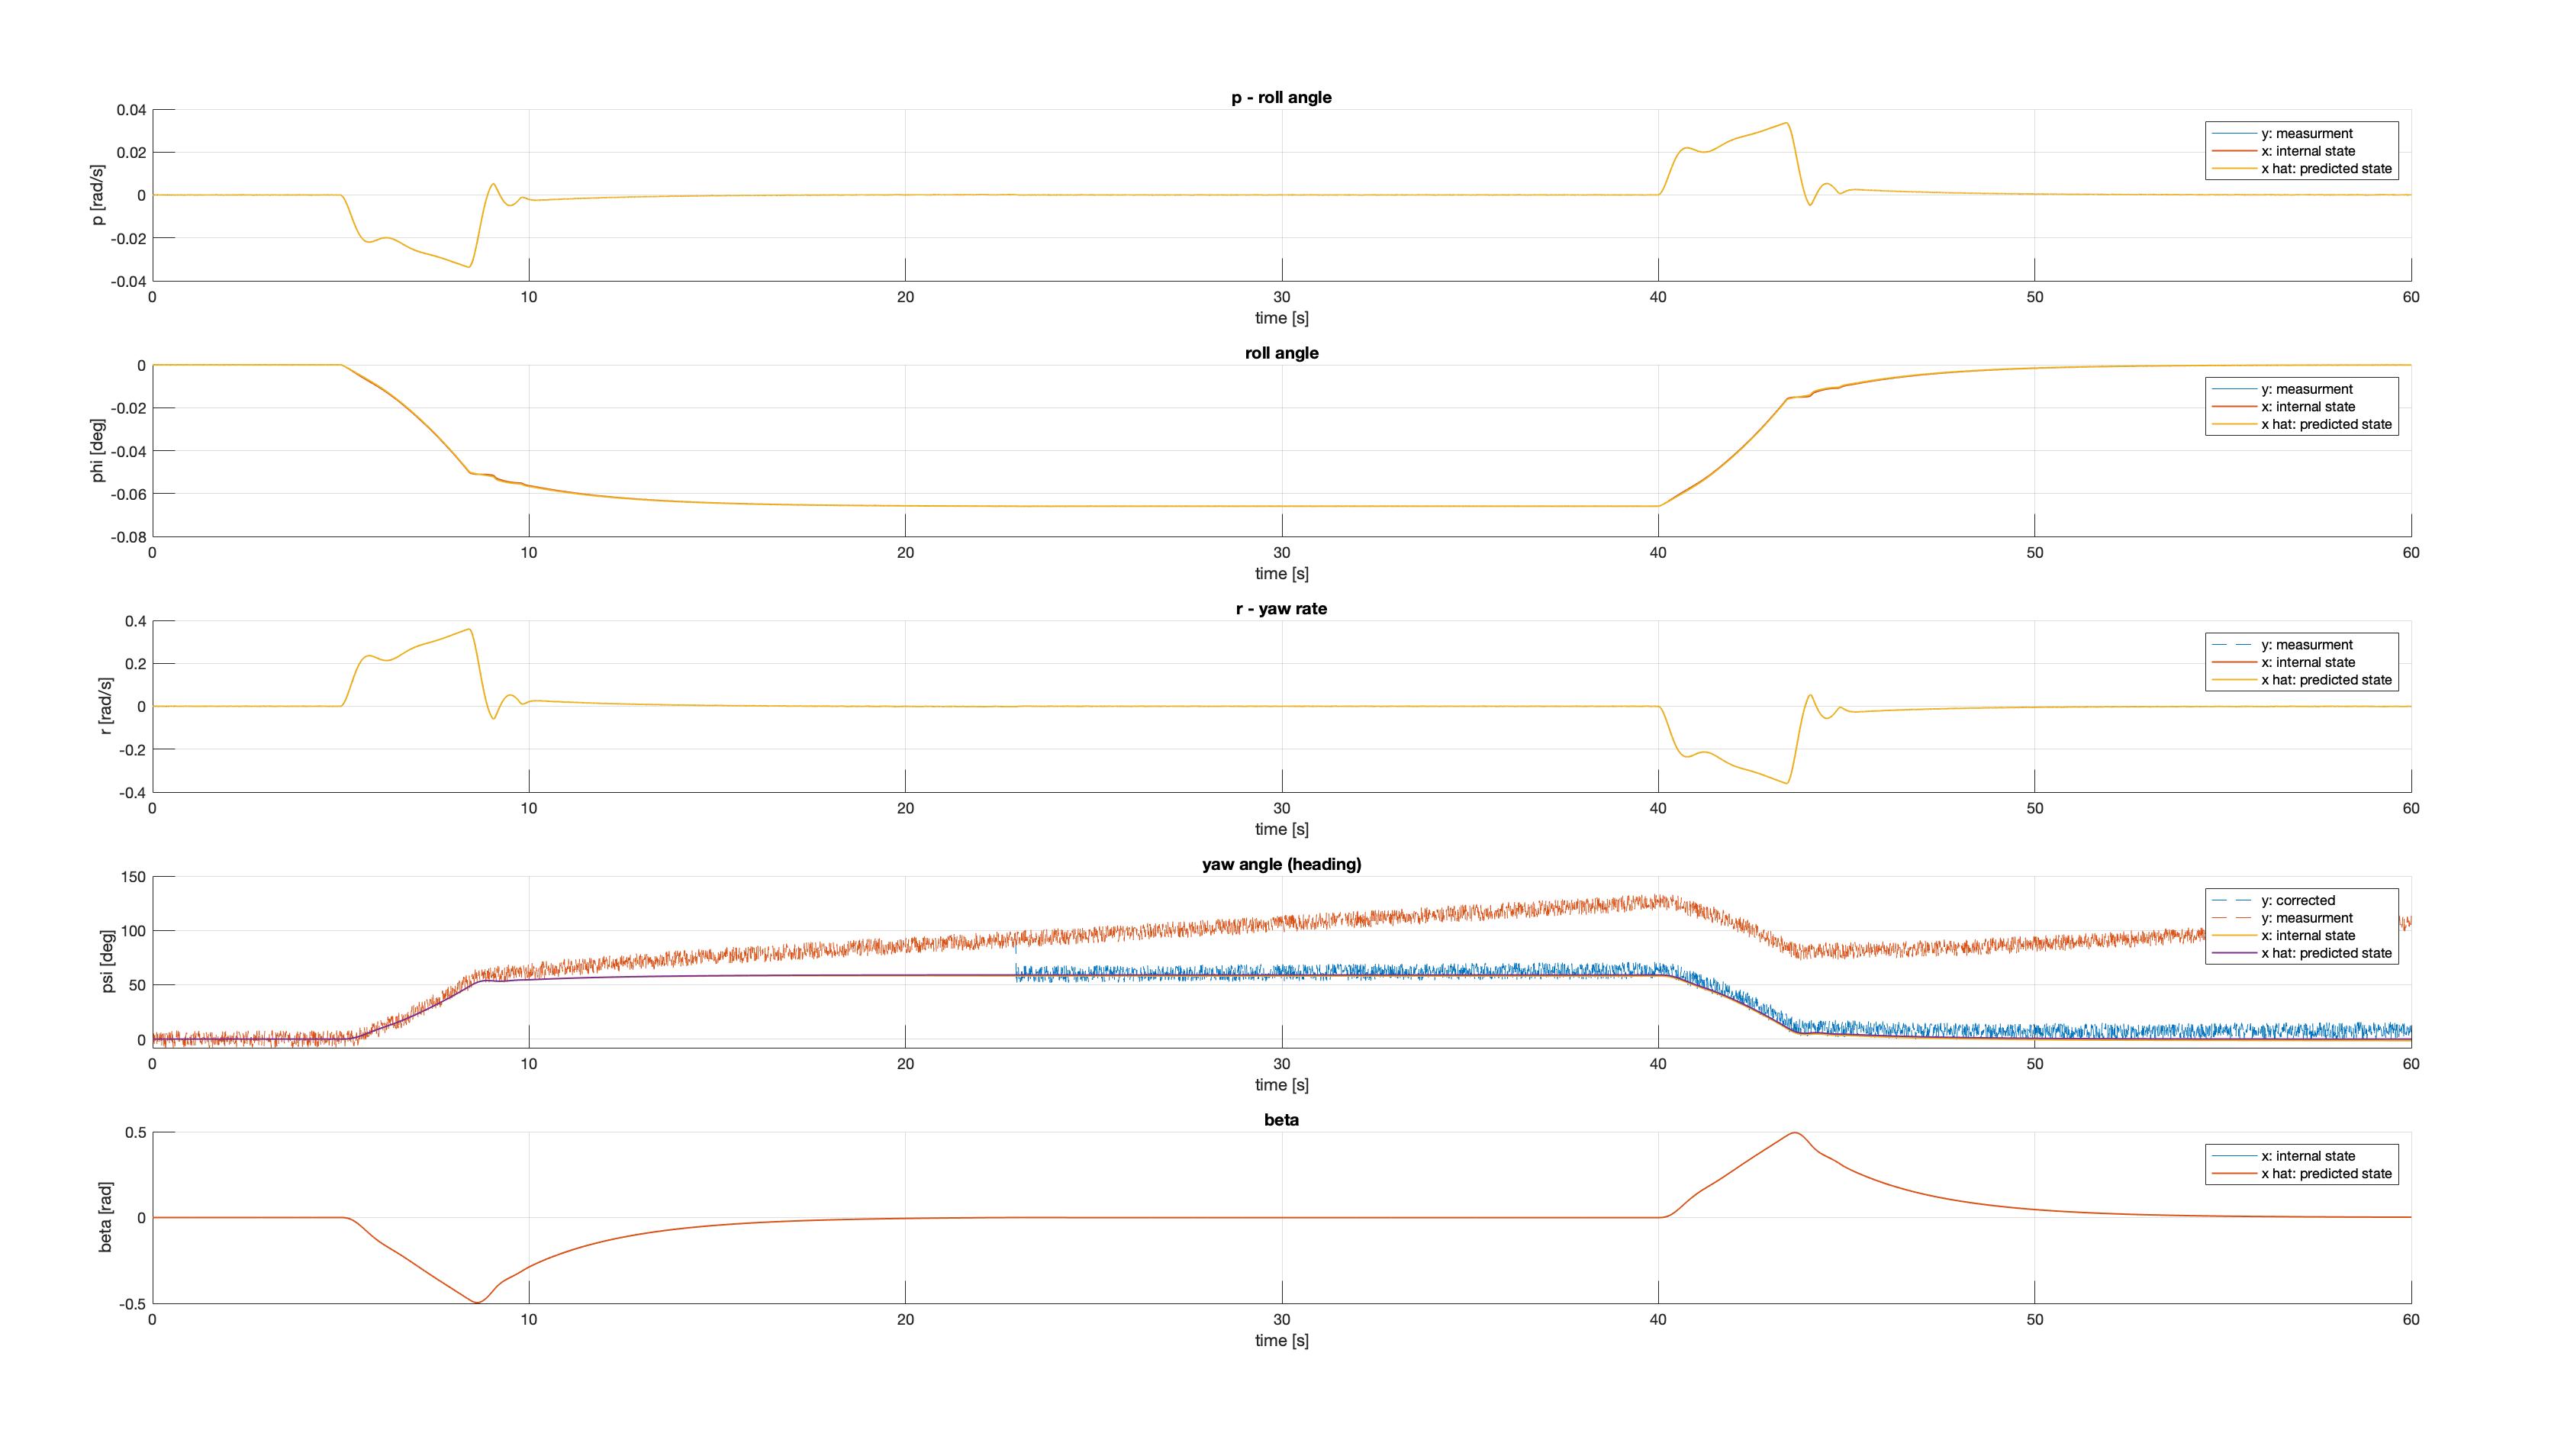 p - roll angle
0.04
0.02
0
-0.02
-0.04
p [rad/s]
y: measurment
x: internal state
x hat: predicted state
0 10 20 30 40 50 60
time [s]
roll angle
0
-0.02
-0.04
-0.06
-0.08
phi [deg]
y: measurment
x: internal state
x hat: predicted state
0 10 20 30 40 50 60
time [s]
r - yaw rate
0.4
0.2
0
-0.2
-0.4
r [rad/s]
y: measurment
x: internal state
x hat: predicted state
0 10 20 30 40 50 60
time [s]
yaw angle (heading)
150
100
50
0
psi [deg]
y: corrected
y: measurment
x: internal state
x hat: predicted state
0 10 20 30 40 50 60
time [s]
beta
0.5
0
-0.5
beta [rad]
x: internal state
x hat: predicted state
0 10 20 30 40 50 60
time [s]